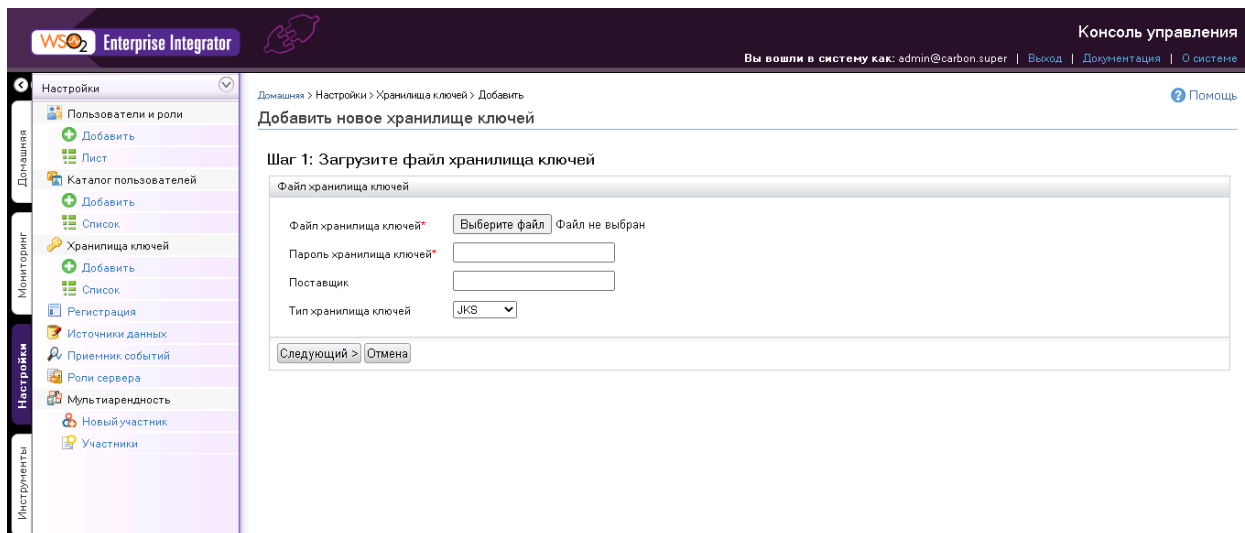 WSO2 Enterprise Integrator
Консоль управления
Вы вошли в систему как: admin@carbon.super | Выход | Документация | О системе
Домашняя
Мониторинг
Настройки
Инструменты
Настройки
Пользователи и роли
Добавить
Лист
Каталог пользователей
Добавить
Список
Хранилища ключей
Добавить
Список
Регистрация
Источники данных
Приемник событий
Роли сервера
Мультиарендность
Новый участник
Участники
Домашняя > Настройки > Хранилища ключей > Добавить
Помощь
Добавить новое хранилище ключей
Шаг 1: Загрузите файл хранилища ключей
Файл хранилища ключей
Файл хранилища ключей* Выберите файл Файл не выбран
Пароль хранилища ключей*
Поставщик
Тип хранилища ключей JKS
Следующий > Отмена